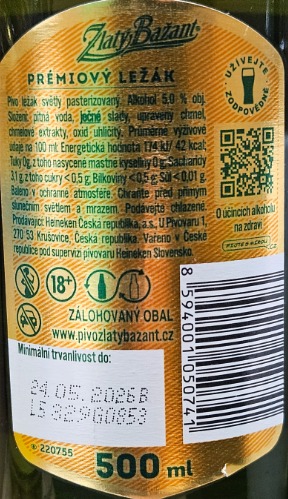 Zlatý Bažant
PRÉMIOVÝ LEŽÁK
UŽÍVEJTE ZODPOVĚDNĚ
Pivo ležák světlý pasterizovaný. Alkohol 5,0 % obj.
Složení: pitná voda, ječné slady, upravený chmel,
chmelové extrakty, oxid uhličitý. Průměrné výživové
údaje na 100 ml: Energetická hodnota 174 kJ/ 42 kcal;
Tuky 0g, z toho nasycené mastné kyseliny 0 g; Sacharidy
3,1 g z toho cukry < 0,5 g; Bílkoviny < 0,5 g; Sůl < 0,01 g.
Baleno v ochranné atmosféře. Chraňte před přímým
slunečním světlem a mrazem. Podávejte chlazené.
Prodávající: Heineken Česká republika, a.s., U Pivovaru 1,
270 53 Krušovice, Česká republika. Vařeno v České
republice pod supervizí pivovaru Heineken Slovensko.
O účincích alkoholu
na zdraví
18+
ZÁLOHOVANÝ OBAL
www.pivozlatybazant.cz
Minimální trvanlivost do:
24.05.2026B
L5329G0853
220755
500 ml
8 594001 050741